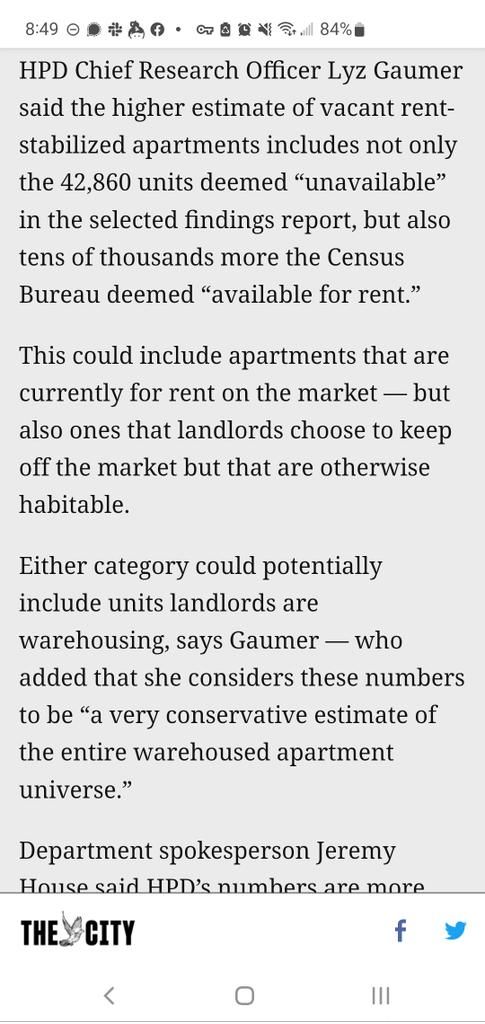 8:49
84%
HPD Chief Research Officer Lyz Gaumer
said the higher estimate of vacant rent-
stabilized apartments includes not only
the 42,860 units deemed “unavailable”
in the selected findings report, but also
tens of thousands more the Census
Bureau deemed “available for rent.”
This could include apartments that are
currently for rent on the market — but
also ones that landlords choose to keep
off the market but that are otherwise
habitable.
Either category could potentially
include units landlords are
warehousing, says Gaumer — who
added that she considers these numbers
to be “a very conservative estimate of
the entire warehoused apartment
universe.”
Department spokesperson Jeremy
House said HPD’s numbers are more
THE CITY